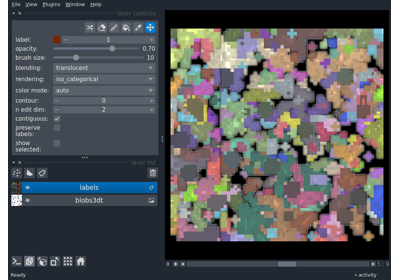 File View Plugins Window Help
layer controls
label: 1
opacity: 0.70
brush size: 10
blending: translucent
rendering: iso_categorical
color mode: auto
contour: 0
n edit dim: 2
contiguous:
preserve
labels:
show
selected:
layer list
labels
blobs3dt
Ready
activity